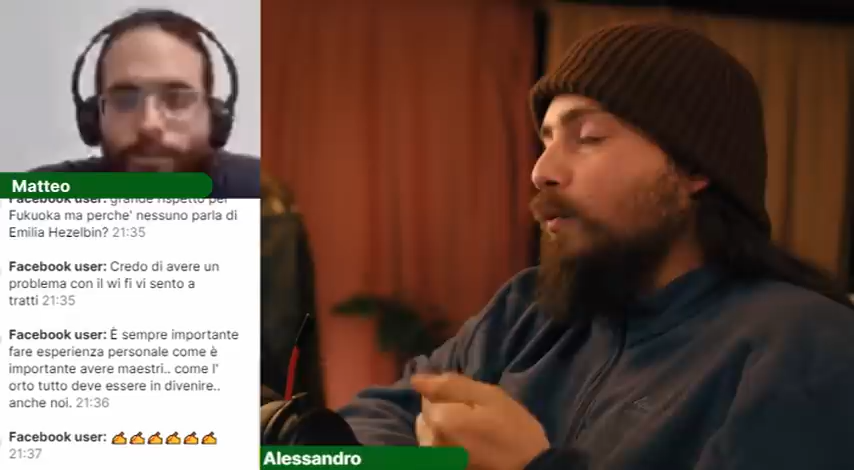 Matteo
Facebook user: grande rispetto per
Fukuoka ma perche' nessuno parla di
Emilia Hezelbin? 21:35
Facebook user: Credo di avere un
problema con il wi fi vi sento a
tratti 21:35
Facebook user: È sempre importante
fare esperienza personale come è
importante avere maestri.. come l'
orto tutto deve essere in divenire..
anche noi. 21:36
Facebook user: ✍✍✍✍✍✍
21:37
Alessandro